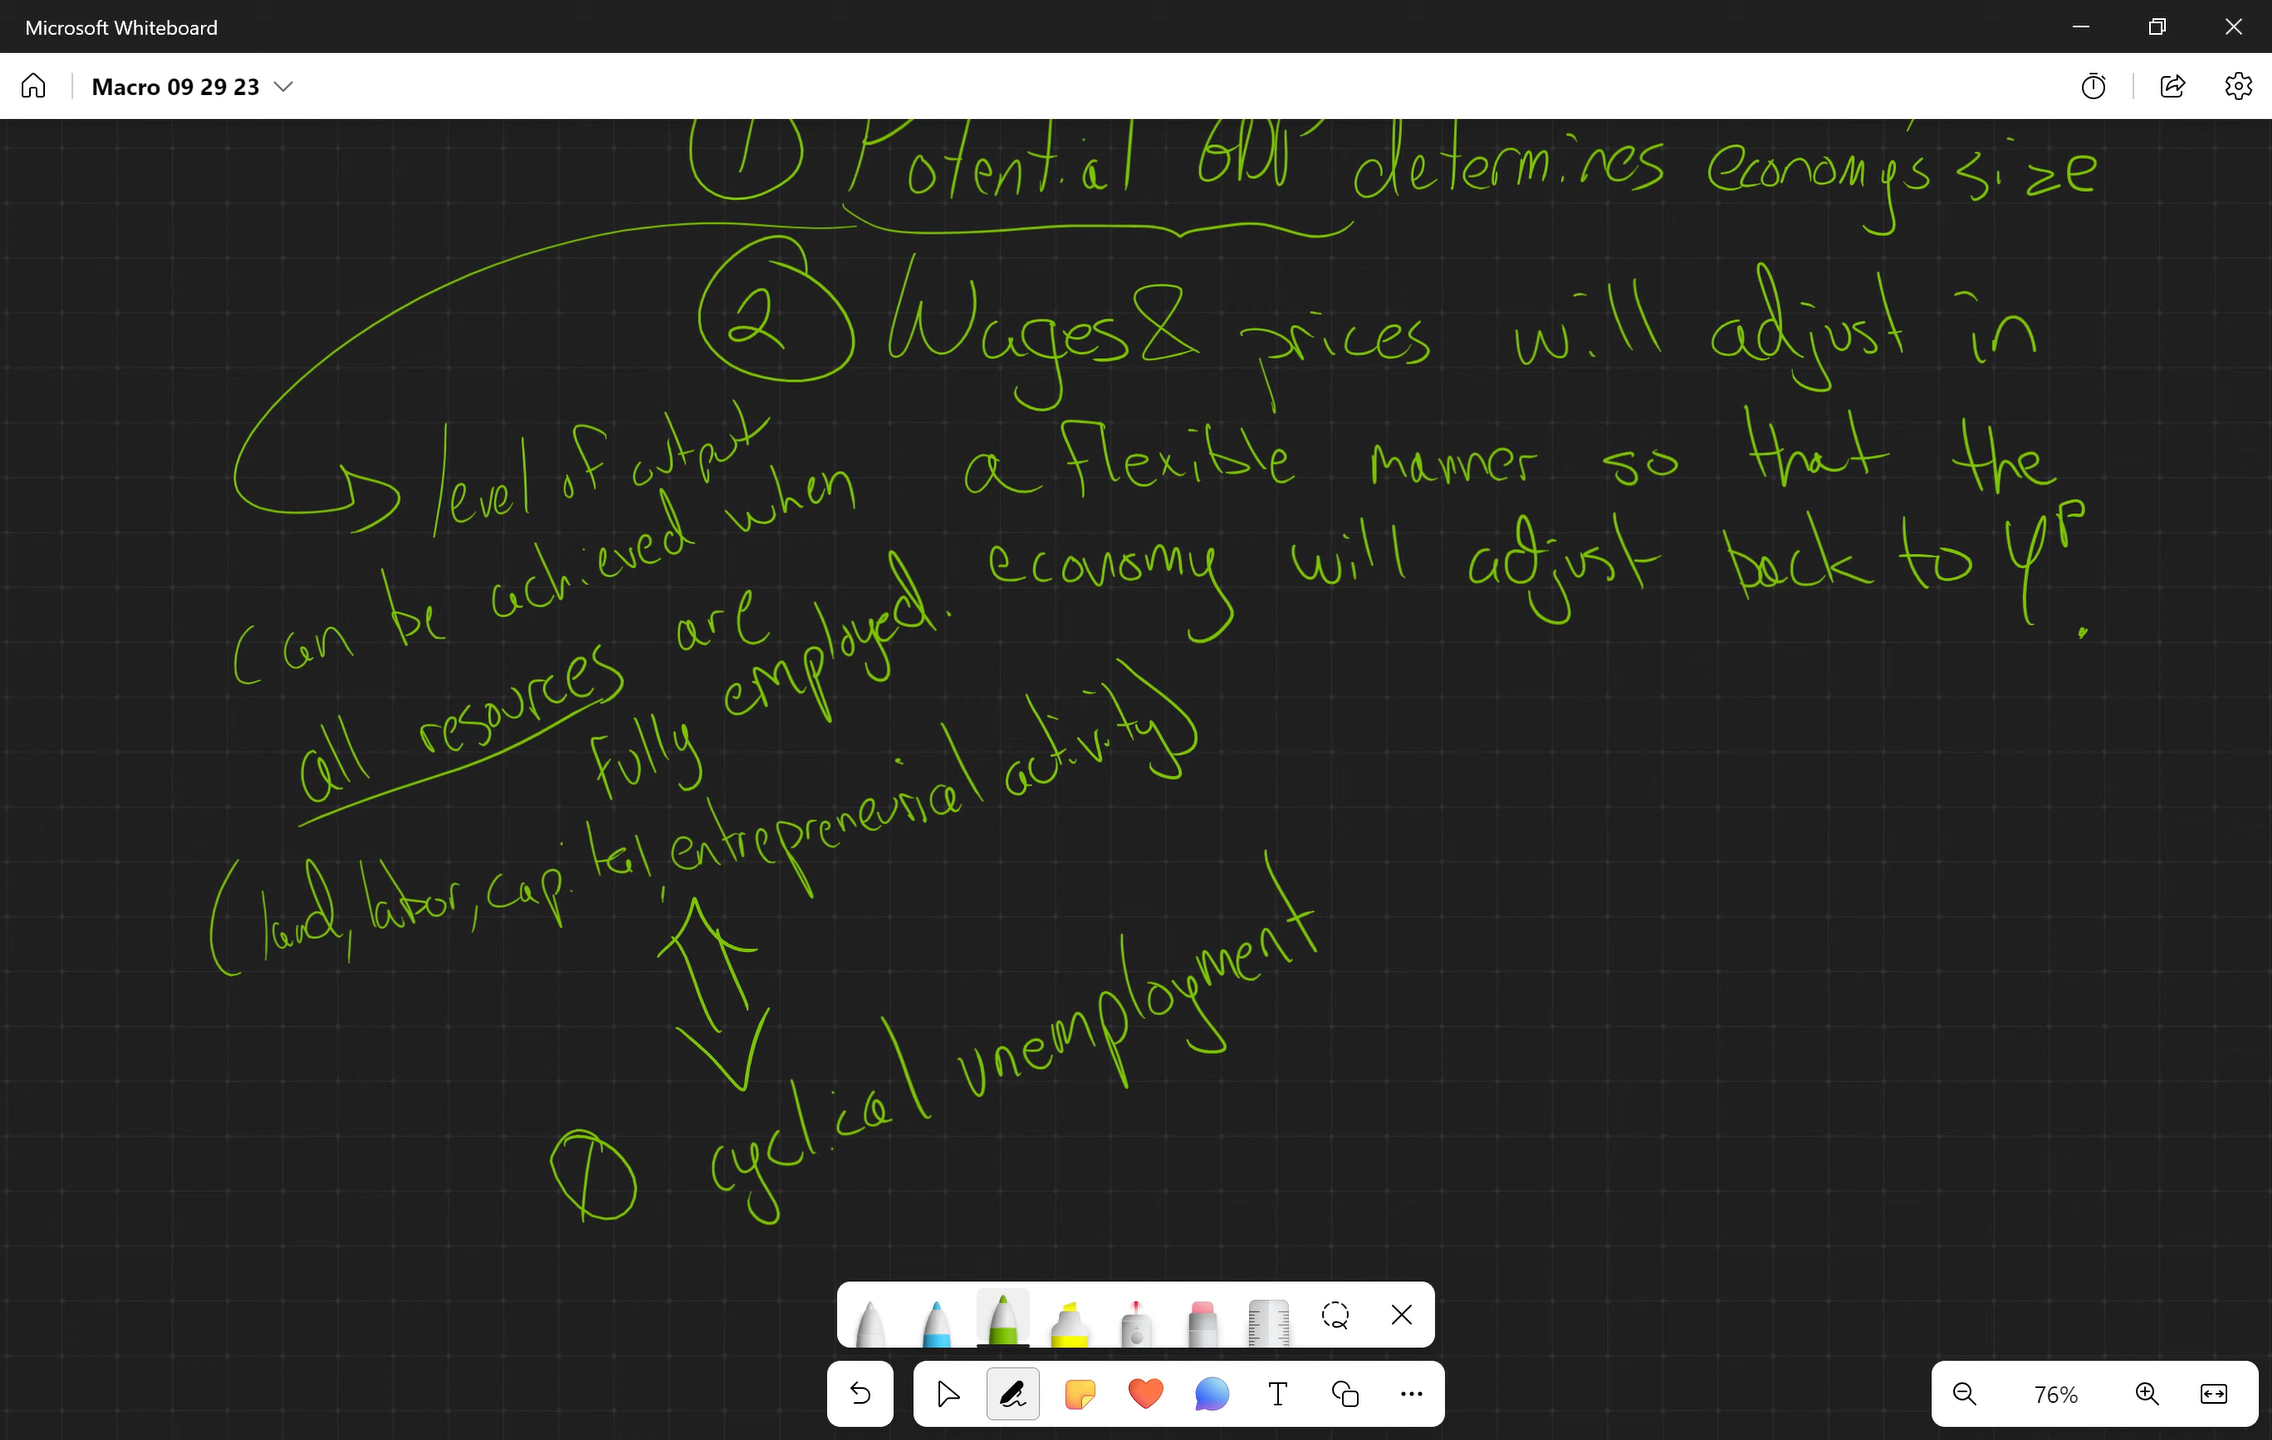 Microsoft Whiteboard
Macro 09 29 23
① Potential GDP determines economy's size
② Wages & prices will adjust in
a flexible manner so that the
economy will adjust back to Yᴾ.
level of output
can be achieved when
all resources are
fully employed.
(land, labor, capital, entrepreneurial activity)
⇕
① cyclical unemployment
76%